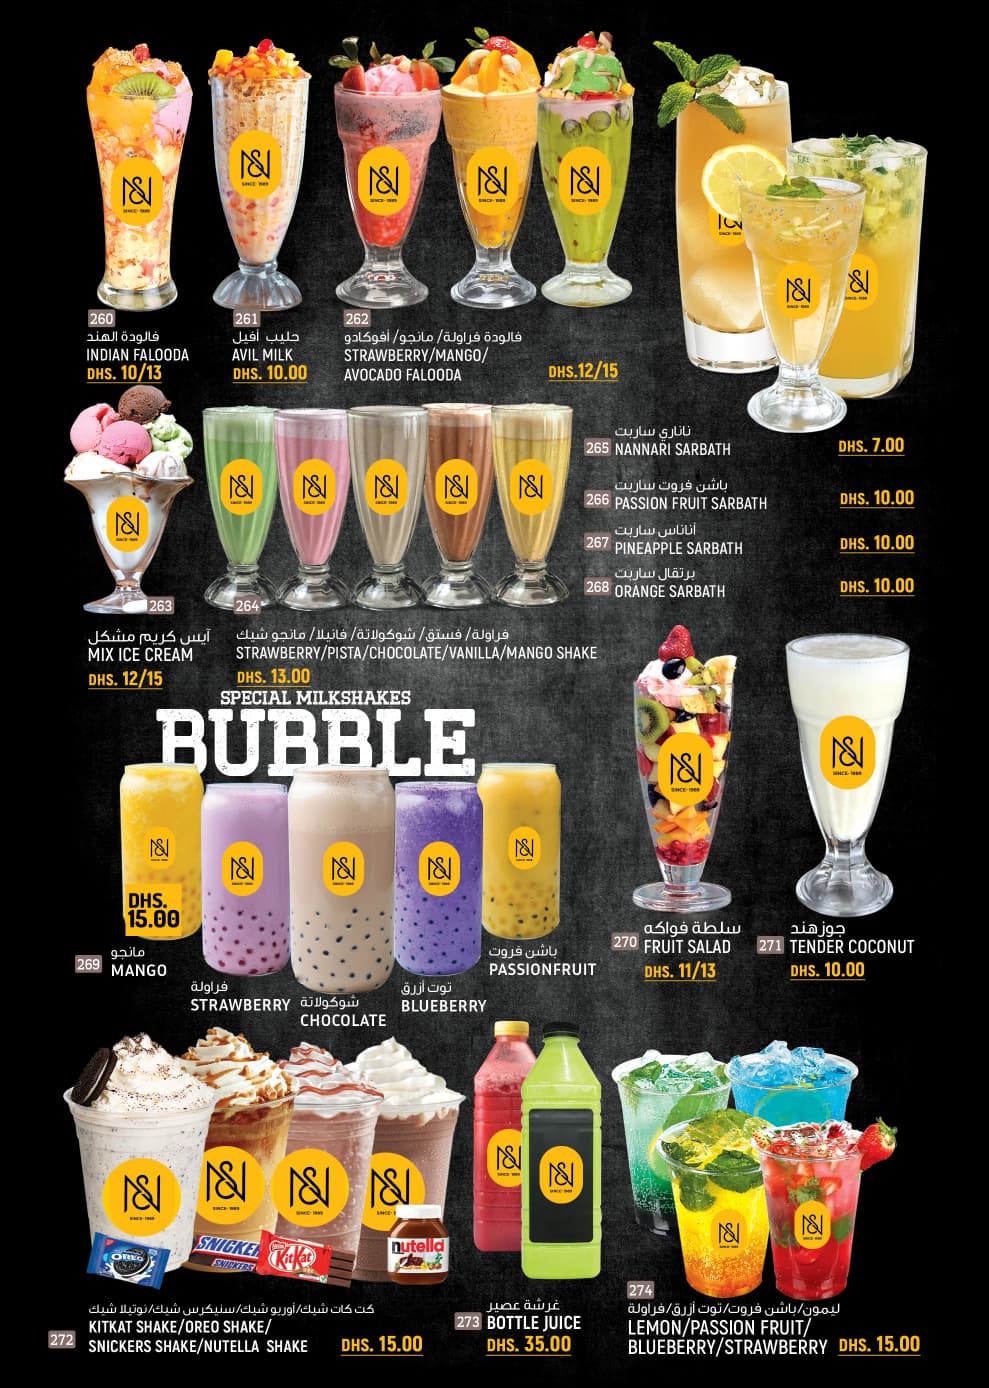 260
فالودة الهند
INDIAN FALOODA
DHS. 10/13
261
حليب أفيل
AVIL MILK
DHS. 10.00
262
فالودة فراولة/ مانجو/ أفوكادو
STRAWBERRY/MANGO/
AVOCADO FALOODA
DHS.12/15
263
آيس كريم مشكل
MIX ICE CREAM
DHS. 12/15
264
فراولة/ فستق/ شوكولاتة/ فانيلا/ مانجو شيك
STRAWBERRY/PISTA/CHOCOLATE/VANILLA/MANGO SHAKE
DHS. 13.00
265
ناناري ساربت
NANNARI SARBATH
DHS. 7.00
266
باشن فروت ساربت
PASSION FRUIT SARBATH
DHS. 10.00
267
أناناس ساربت
PINEAPPLE SARBATH
DHS. 10.00
268
برتقال ساربت
ORANGE SARBATH
DHS. 10.00
SPECIAL MILKSHAKES
BUBBLE
DHS.
15.00
269
مانجو
MANGO
فراولة
STRAWBERRY
شوكولاتة
CHOCOLATE
توت أزرق
BLUEBERRY
باشن فروت
PASSIONFRUIT
270
سلطة فواكه
FRUIT SALAD
DHS. 11/13
271
جوزهند
TENDER COCONUT
DHS. 10.00
OREO
SNICKERS
SNICKERS
KitKat
nutella
272
كت كات شيك/أوريو شيك/سنيكرس شيك/نوتيلا شيك
KITKAT SHAKE/OREO SHAKE/
SNICKERS SHAKE/NUTELLA SHAKE
DHS. 15.00
273
غرشة عصير
BOTTLE JUICE
DHS. 35.00
274
ليمون/باشن فروت/توت أزرق/فراولة
LEMON/PASSION FRUIT/
BLUEBERRY/STRAWBERRY
DHS. 15.00
N&
SINCE- 1989